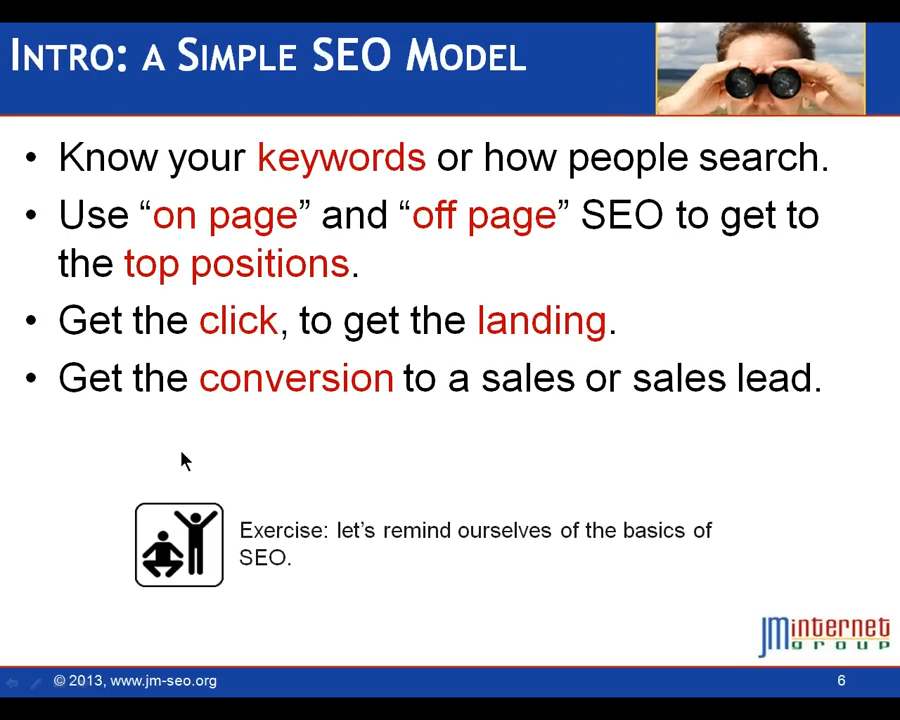 Intro: a Simple SEO Model
• Know your keywords or how people search.
• Use “on page” and “off page” SEO to get to
the top positions.
• Get the click, to get the landing.
• Get the conversion to a sales or sales lead.
Exercise: let’s remind ourselves of the basics of
SEO.
JMinternet
group
© 2013, www.jm-seo.org
6